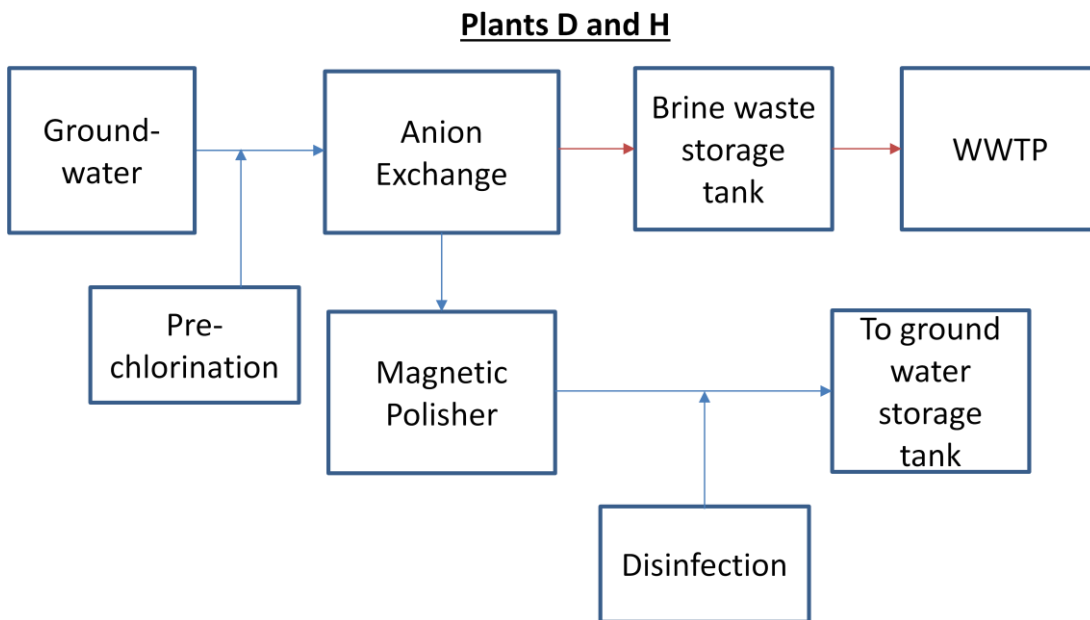 Plants D and H
Ground-
water
Anion
Exchange
Brine waste
storage
tank
WWTP
Pre-
chlorination
Magnetic
Polisher
To ground
water
storage
tank
Disinfection